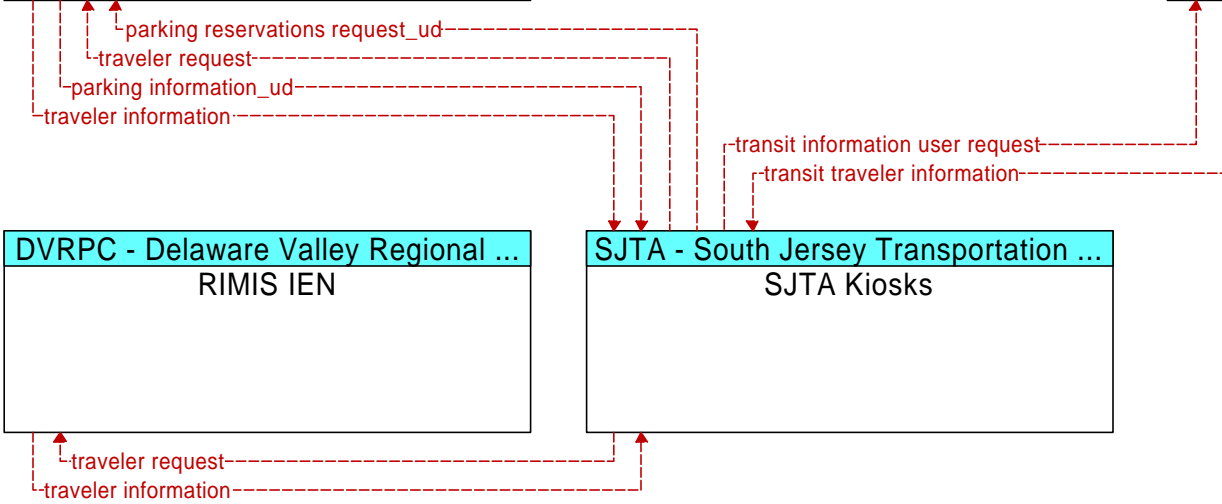 parking reservations request_ud
traveler request
parking information_ud
traveler information
transit information user request
transit traveler information
DVRPC - Delaware Valley Regional ...
RIMIS IEN
SJTA - South Jersey Transportation ...
SJTA Kiosks
traveler request
traveler information